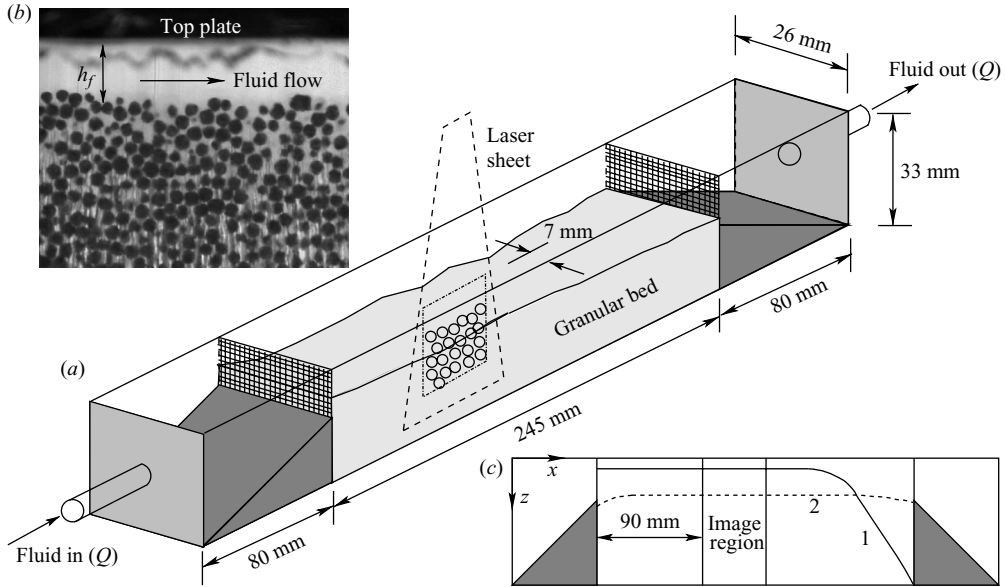 (b)
Top plate
h_f
Fluid flow
26 mm
Fluid out (Q)
33 mm
Laser
sheet
7 mm
Granular bed
80 mm
(a)
245 mm
Fluid in (Q)
80 mm
(c)
x
z
90 mm
Image
region
2
1